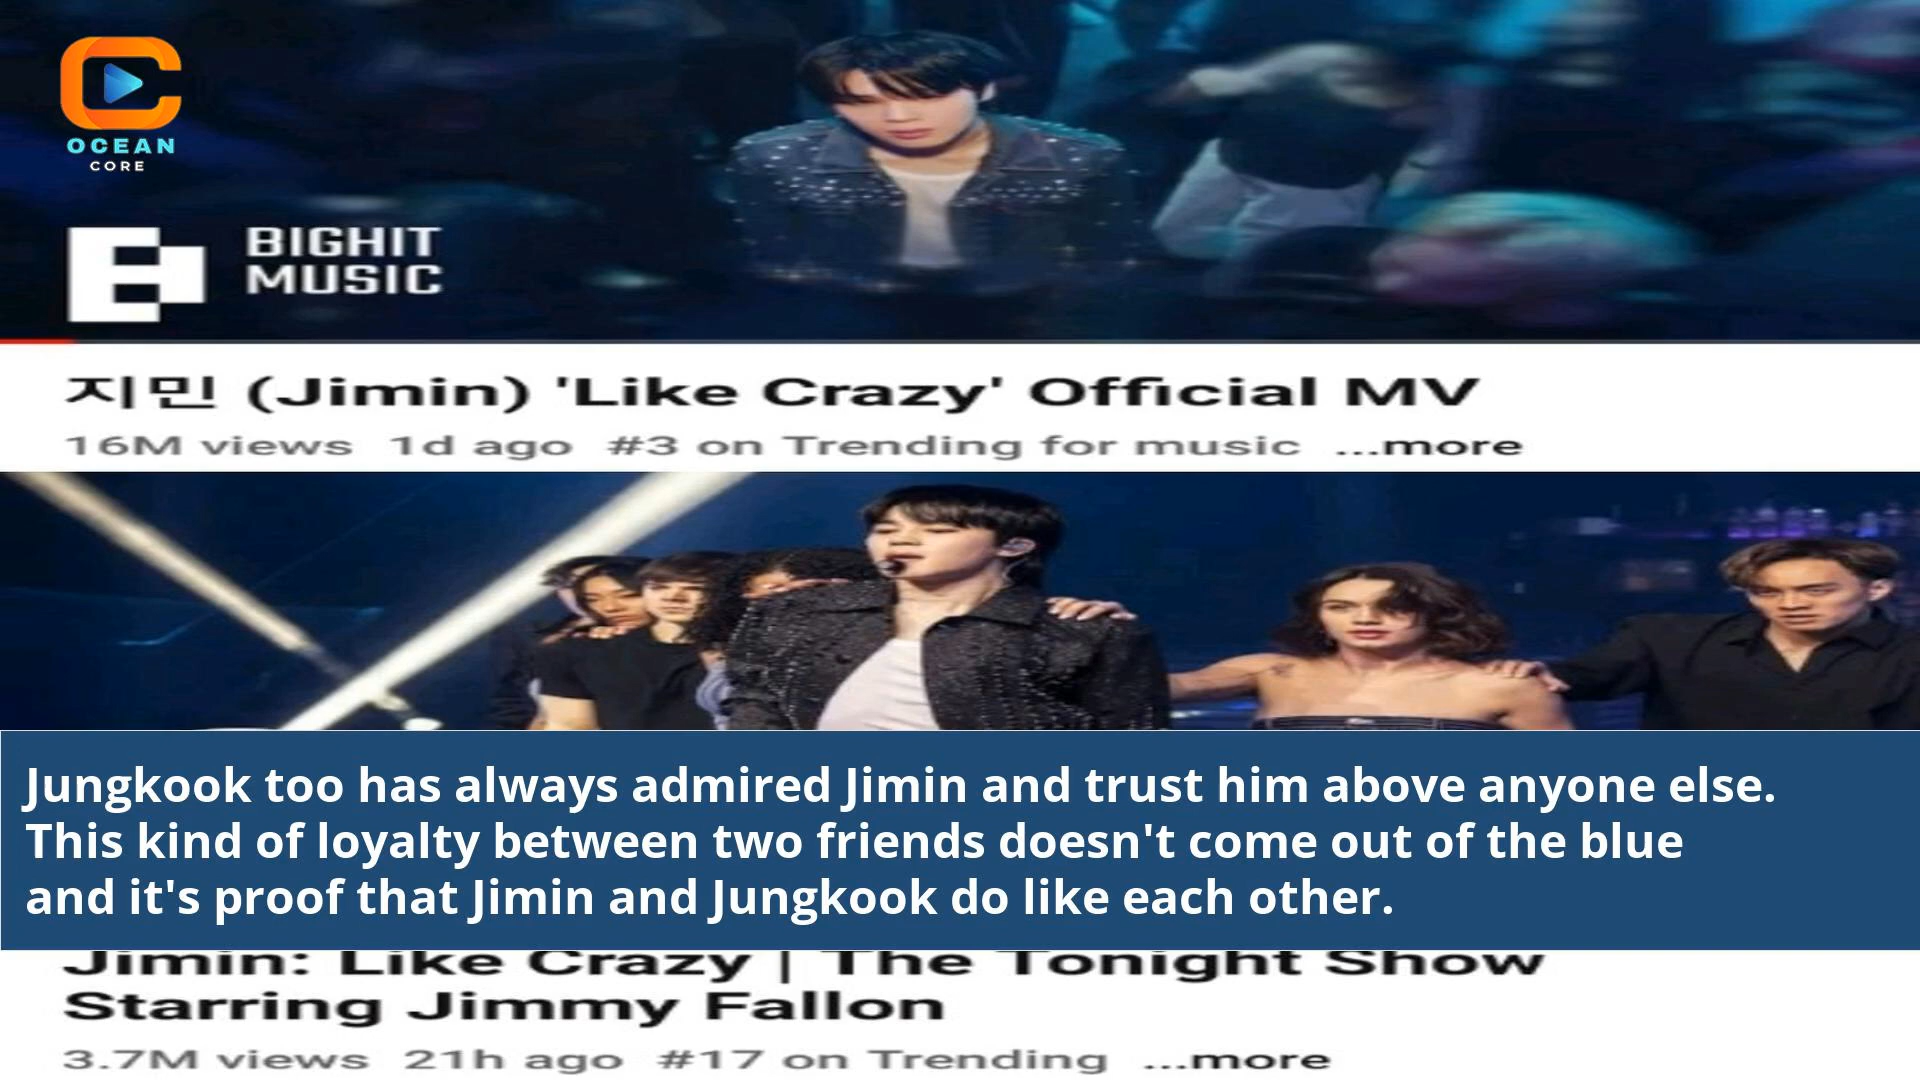 OCEAN
CORE
BIGHIT
MUSIC
지민 (Jimin) 'Like Crazy' Official MV
16M views 1d ago #3 on Trending for music ...more
Jungkook too has always admired Jimin and trust him above anyone else.
This kind of loyalty between two friends doesn't come out of the blue
and it's proof that Jimin and Jungkook do like each other.
Jimin: Like Crazy | The Tonight Show
Starring Jimmy Fallon
3.7M views 21h ago #17 on Trending ...more